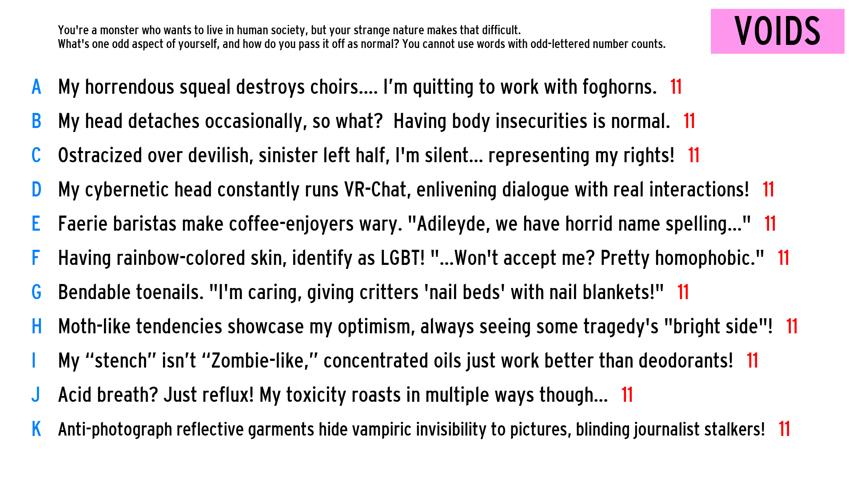 You're a monster who wants to live in human society, but your strange nature makes that difficult.
What's one odd aspect of yourself, and how do you pass it off as normal? You cannot use words with odd-lettered number counts.
VOIDS
A My horrendous squeal destroys choirs.... I'm quitting to work with foghorns. 11
B My head detaches occasionally, so what?  Having body insecurities is normal. 11
C Ostracized over devilish, sinister left half, I'm silent... representing my rights! 11
D My cybernetic head constantly runs VR-Chat, enlivening dialogue with real interactions! 11
E Faerie baristas make coffee-enjoyers wary. "Adileyde, we have horrid name spelling..." 11
F Having rainbow-colored skin, identify as LGBT! "...Won't accept me? Pretty homophobic." 11
G Bendable toenails. "I'm caring, giving critters 'nail beds' with nail blankets!" 11
H Moth-like tendencies showcase my optimism, always seeing some tragedy's "bright side"! 11
I My “stench” isn’t “Zombie-like,” concentrated oils just work better than deodorants! 11
J Acid breath? Just reflux! My toxicity roasts in multiple ways though... 11
K Anti-photograph reflective garments hide vampiric invisibility to pictures, blinding journalist stalkers! 11